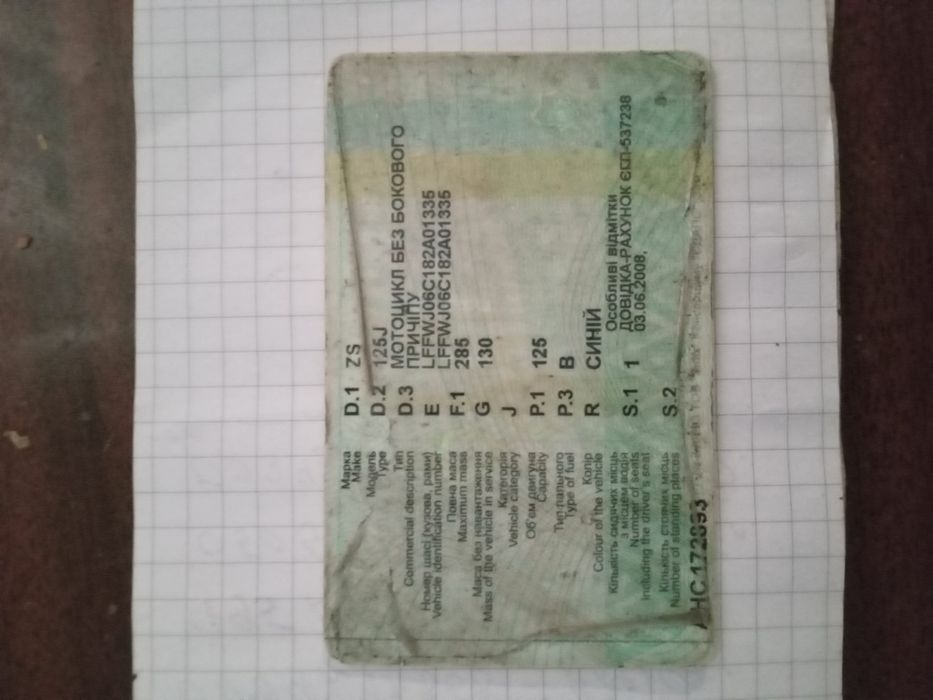 Марка D.1 ZS
Make
Модель D.2 125J
Type
Тип D.3 МОТОЦИКЛ БЕЗ БОКОВОГО
Commercial description ПРИЧІПУ
Номер шасі (кузова, рами) E LFFWJ06C182A01335
Vehicle identification number LFFWJ06C182A01335
Повна маса F.1 285
Maximum mass
Маса без навантаження G 130
Mass of the vehicle in service
Категорія J
Vehicle category
Об'єм двигуна P.1 125
Capacity
Тип пального P.3 B
Type of fuel
Колір R СИНІЙ
Colour of the vehicle
Кількість сидячих місць S.1 1 Особливі відмітки
з місцем водія ДОВІДКА-РАХУНОК ЄКП-537238
Number of seats 03.06.2008,
Including the driver's seat
Кількість стоячих місць S.2
Number of standing places
АНС172893